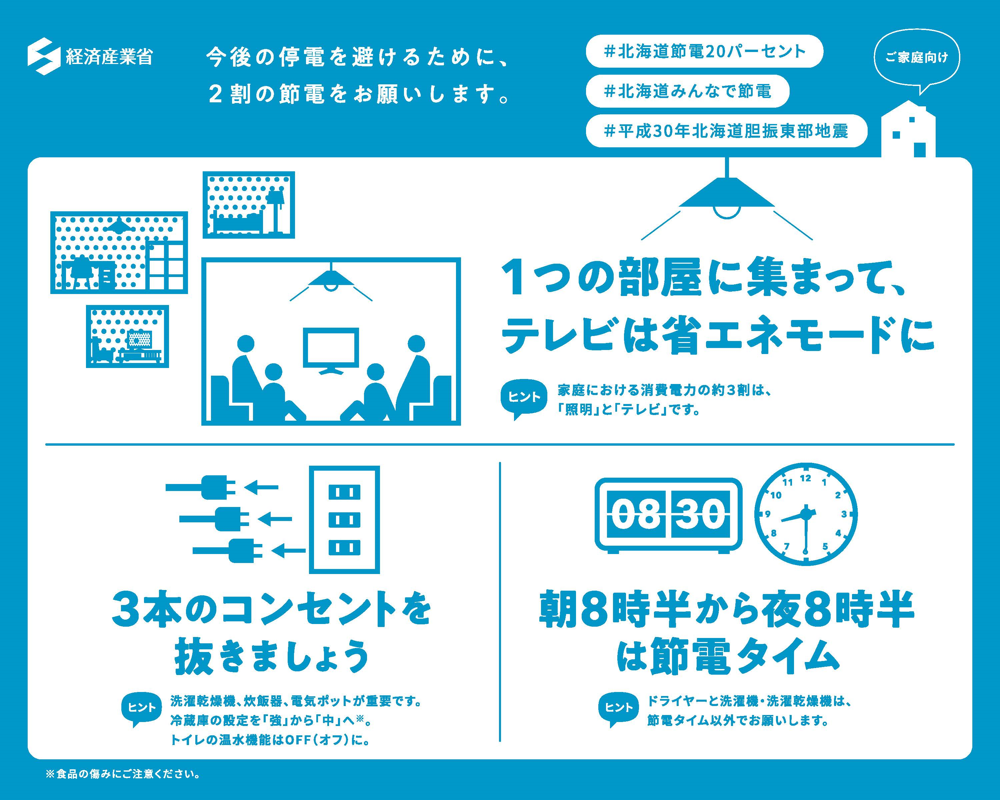 経済産業省
今後の停電を避けるために、
2割の節電をお願いします。
#北海道節電20パーセント
#北海道みんなで節電
#平成30年北海道胆振東部地震
ご家庭向け
1つの部屋に集まって、
テレビは省エネモードに
ヒント
家庭における消費電力の約3割は、
「照明」と「テレビ」です。
3本のコンセントを
抜きましょう
ヒント
洗濯乾燥機、炊飯器、電気ポットが重要です。
冷蔵庫の設定を「強」から「中」へ※。
トイレの温水機能はOFF(オフ)に。
08 30
12
1
2
3
4
5
6
7
8
9
10
11
朝8時半から夜8時半
は節電タイム
ヒント
ドライヤーと洗濯機・洗濯乾燥機は、
節電タイム以外でお願いします。
※食品の傷みにご注意ください。